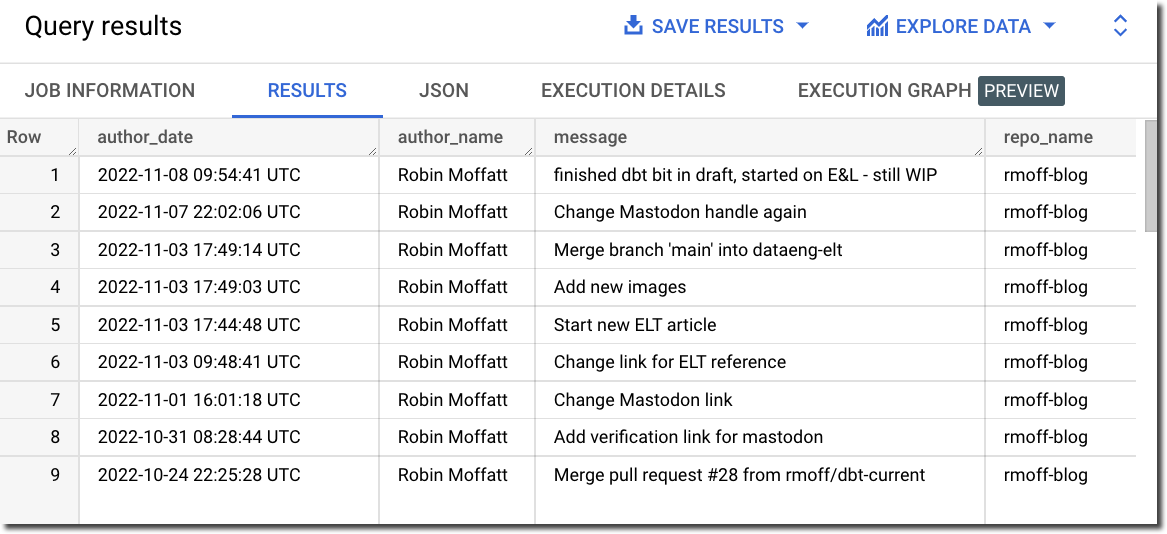 Query results SAVE RESULTS EXPLORE DATA
JOB INFORMATION RESULTS JSON EXECUTION DETAILS EXECUTION GRAPH PREVIEW
Row author_date author_name message repo_name
1 2022-11-08 09:54:41 UTC Robin Moffatt finished dbt bit in draft, started on E&L - still WIP rmoff-blog
2 2022-11-07 22:02:06 UTC Robin Moffatt Change Mastodon handle again rmoff-blog
3 2022-11-03 17:49:14 UTC Robin Moffatt Merge branch 'main' into dataeng-elt rmoff-blog
4 2022-11-03 17:49:03 UTC Robin Moffatt Add new images rmoff-blog
5 2022-11-03 17:44:48 UTC Robin Moffatt Start new ELT article rmoff-blog
6 2022-11-03 09:48:41 UTC Robin Moffatt Change link for ELT reference rmoff-blog
7 2022-11-01 16:01:18 UTC Robin Moffatt Change Mastodon link rmoff-blog
8 2022-10-31 08:28:44 UTC Robin Moffatt Add verification link for mastodon rmoff-blog
9 2022-10-24 22:25:28 UTC Robin Moffatt Merge pull request #28 from rmoff/dbt-current rmoff-blog